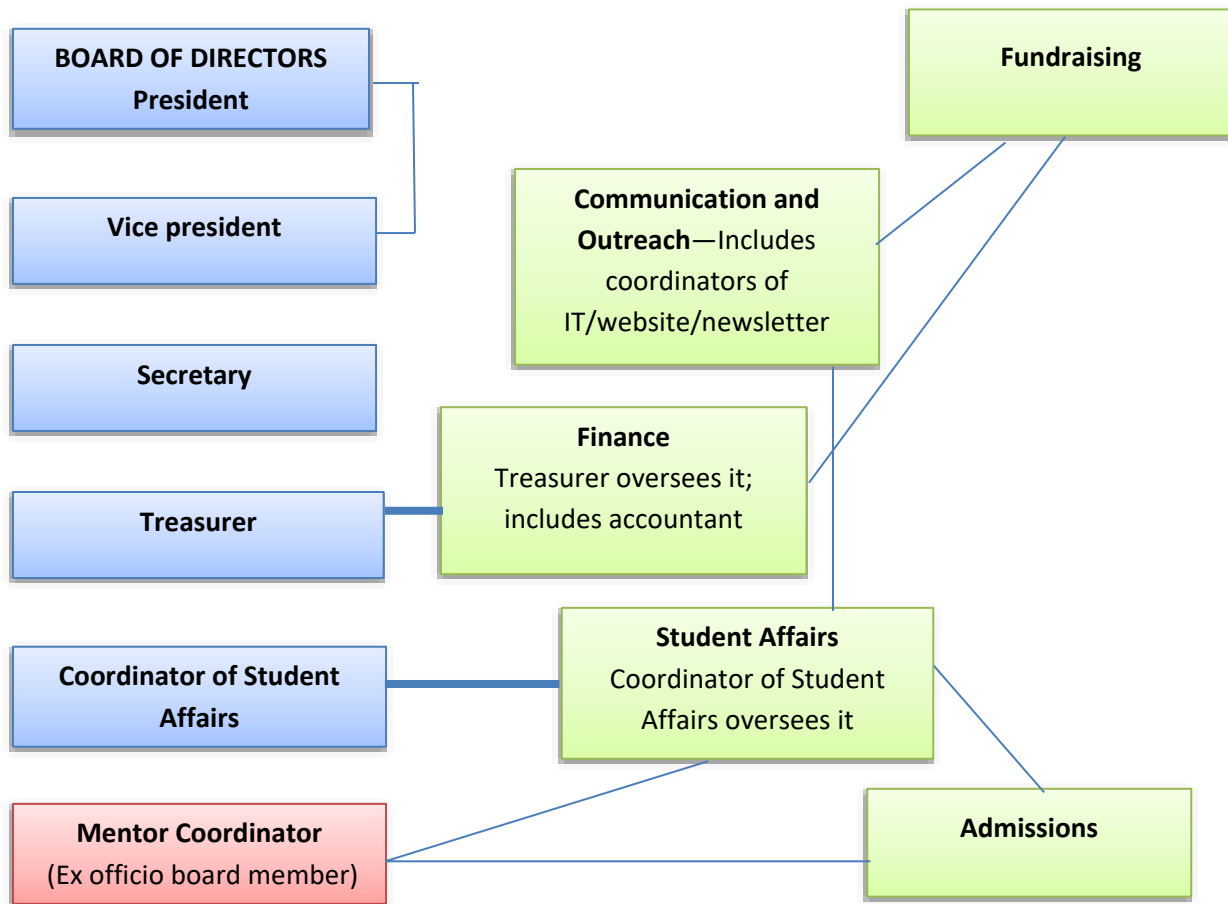 BOARD OF DIRECTORS
President
Vice president
Secretary
Treasurer
Coordinator of Student
Affairs
Mentor Coordinator
(Ex officio board member)
Fundraising
Communication and
Outreach—Includes
coordinators of
IT/website/newsletter
Finance
Treasurer oversees it;
includes accountant
Student Affairs
Coordinator of Student
Affairs oversees it
Admissions